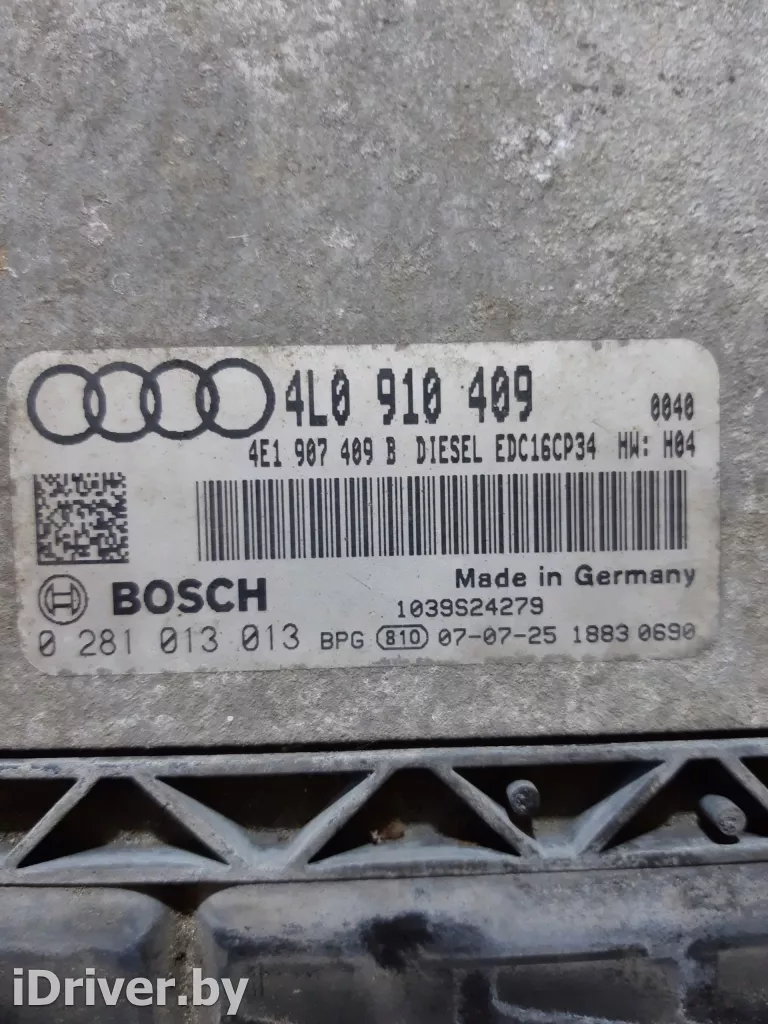 4L0 910 409 0040
4E1 907 409 B DIESEL EDC16CP34 HW: H04
BOSCH Made in Germany
1039S24279
0 281 013 013 BPG 810 07-07-25 1883 0690
iDriver.by